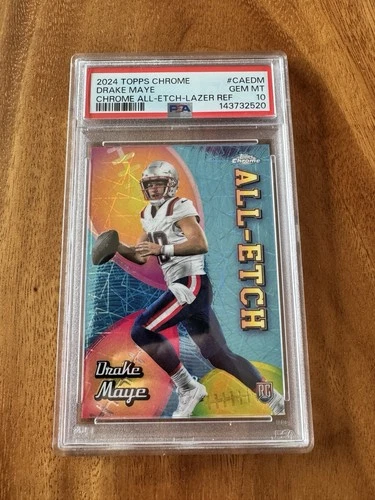 2024 TOPPS CHROME #CAEDM
DRAKE MAYE GEM MT
CHROME ALL-ETCH-LAZER REF 10
PSA 143732520
Topps Chrome
ALL-ETCH
Drake
Maye
RC